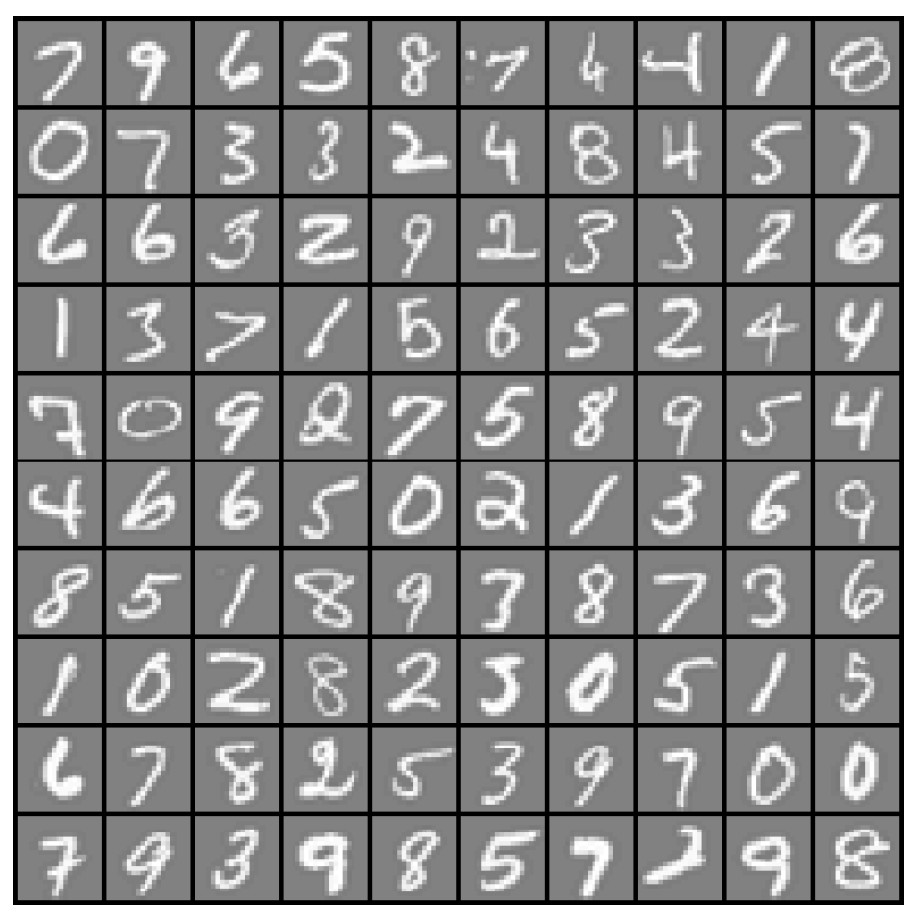 7 9 6 5 8 7 4 4 1 8
0 7 3 3 2 4 8 4 5 1
6 6 3 2 9 2 3 3 2 6
1 3 7 1 5 6 5 2 4 4
7 0 9 2 7 5 8 9 5 4
4 6 6 5 0 2 1 3 6 9
8 5 1 8 9 3 8 7 3 6
1 0 2 8 2 5 0 5 1 5
6 7 8 2 5 3 9 7 0 0
7 9 3 9 8 5 7 2 9 8